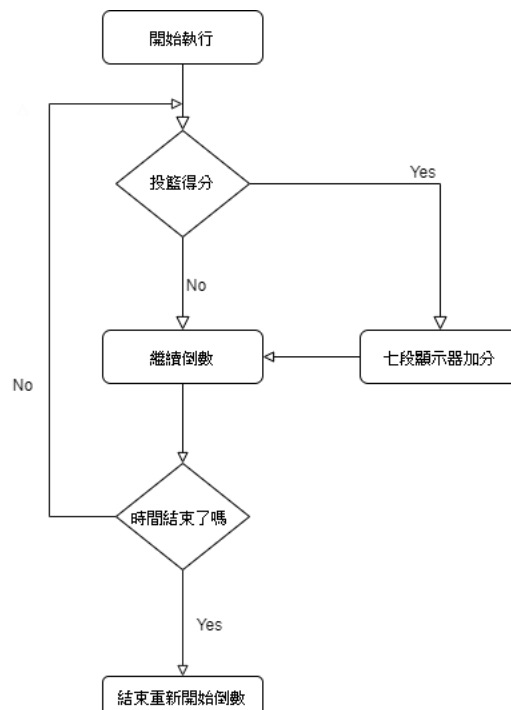 開始執行
投籃得分
Yes
No
繼續倒數
七段顯示器加分
No
時間結束了嗎
Yes
結束重新開始倒數